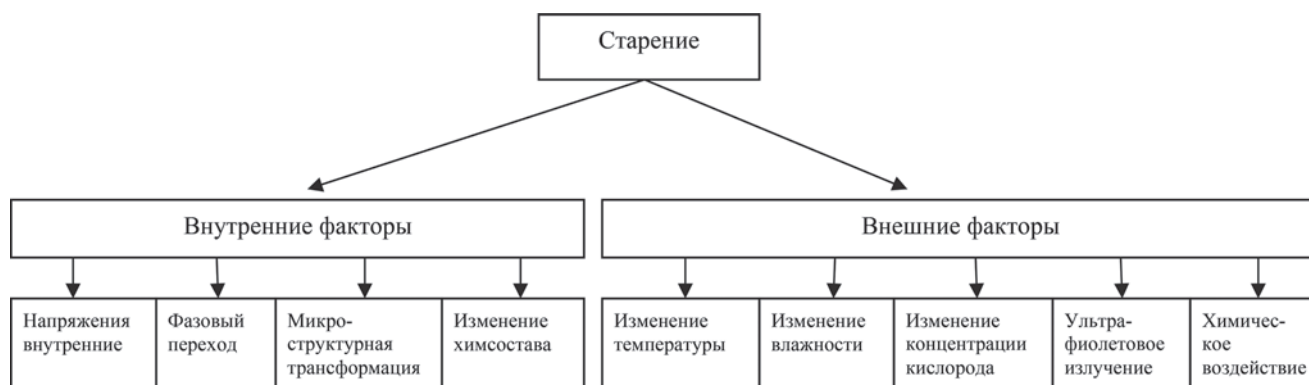 Старение
Внутренние факторы
Внешние факторы
Напряжения
внутренние
Фазовый
переход
Микро-
структурная
трансформация
Изменение
химсостава
Изменение
температуры
Изменение
влажности
Изменение
концентрации
кислорода
Ультра-
фиолетовое
излучение
Химичес-
кое
воздействие